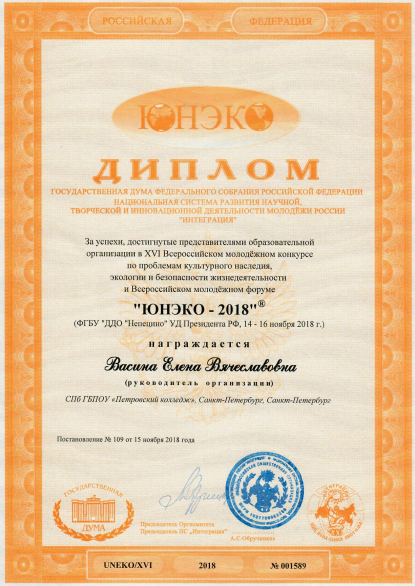 РОССИЙСКАЯ ФЕДЕРАЦИЯ
ЮНЭКО
ДИПЛОМ
ГОСУДАРСТВЕННАЯ ДУМА ФЕДЕРАЛЬНОГО СОБРАНИЯ РОССИЙСКОЙ ФЕДЕРАЦИИ
НАЦИОНАЛЬНАЯ СИСТЕМА РАЗВИТИЯ НАУЧНОЙ,
ТВОРЧЕСКОЙ И ИННОВАЦИОННОЙ ДЕЯТЕЛЬНОСТИ МОЛОДЁЖИ РОССИИ
"ИНТЕГРАЦИЯ"
За успехи, достигнутые представителями образовательной
организации в XVI Всероссийском молодёжном конкурсе
по проблемам культурного наследия,
экологии и безопасности жизнедеятельности
и Всероссийском молодёжном форуме
"ЮНЭКО - 2018"®
(ФГБУ "ДДО "Непецино" УД Президента РФ, 14 - 16 ноября 2018 г.)
награждается
Васина Елена Вячеславовна
(руководитель организации)
СПб ГБПОУ «Петровский колледж», Санкт-Петербург, Санкт-Петербург
Постановление № 109 от 15 ноября 2018 года
ГОСУДАРСТВЕННАЯ
ДУМА
Председатель Оргкомитета
Председатель НС "Интеграция"
А.С.Обручников
UNEKO/XVI 2018 № 001589